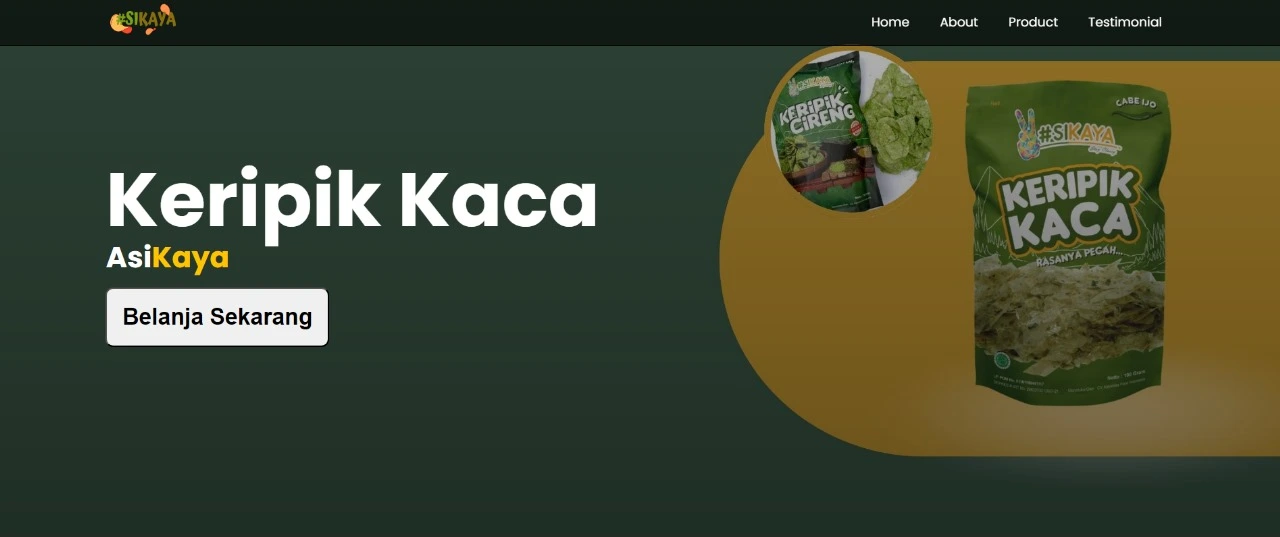 #SIKAYA
Home
About
Product
Testimonial
Keripik Kaca
AsiKaya
Belanja Sekarang
#SIKAYA
KERIPIK
CIRENG
CABE IJO
#SIKAYA
KERIPIK
KACA
RASANYA PECAH...